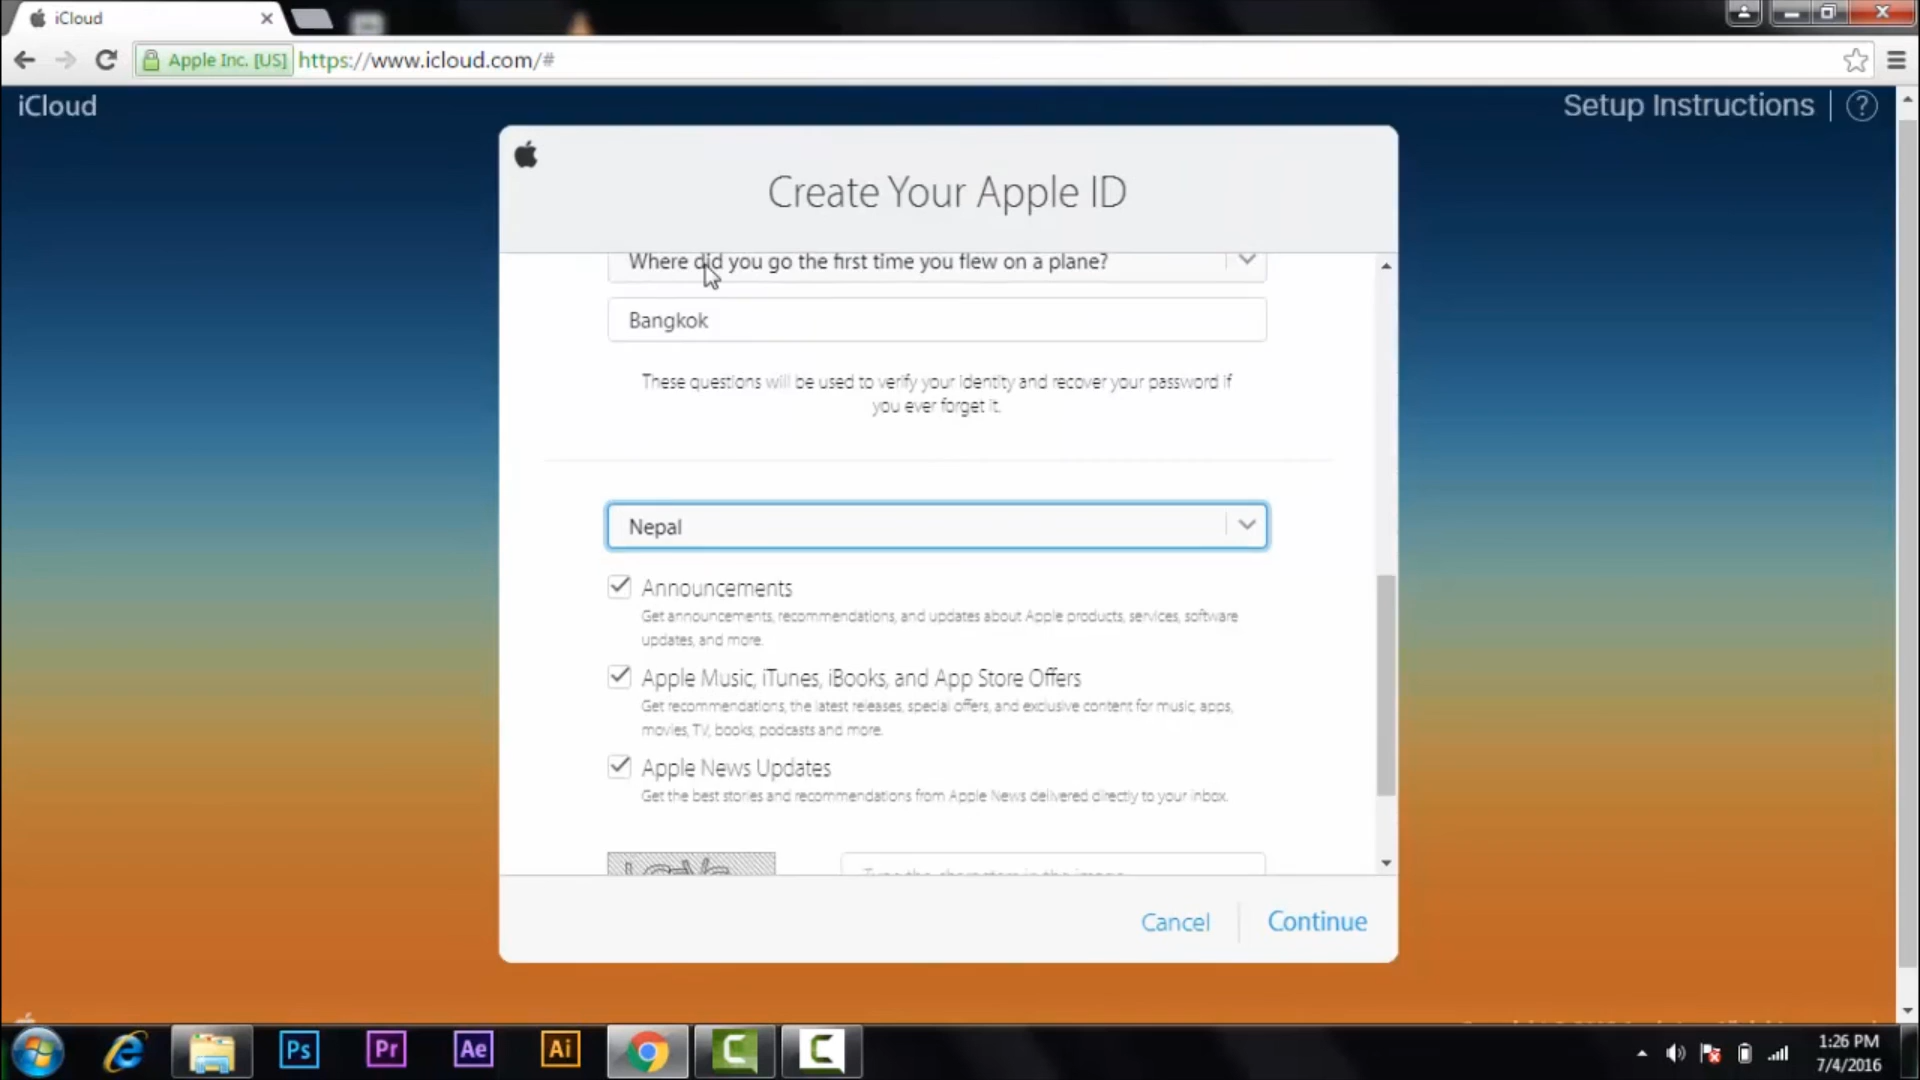 iCloud
Apple Inc. [US]
https://www.icloud.com/#
iCloud
Setup Instructions
?
Create Your Apple ID
Where did you go the first time you flew on a plane?
Bangkok
These questions will be used to verify your identity and recover your password if
you ever forget it.
Nepal
Announcements
Get announcements, recommendations, and updates about Apple products, services, software
updates, and more.
Apple Music, iTunes, iBooks, and App Store Offers
Get recommendations, the latest releases, special offers, and exclusive content for music, apps,
movies, TV, books, podcasts and more.
Apple News Updates
Get the best stories and recommendations from Apple News delivered directly to your inbox.
Type the characters in the image
Cancel
Continue
Ps
Pr
Ae
Ai
1:26 PM
7/4/2016